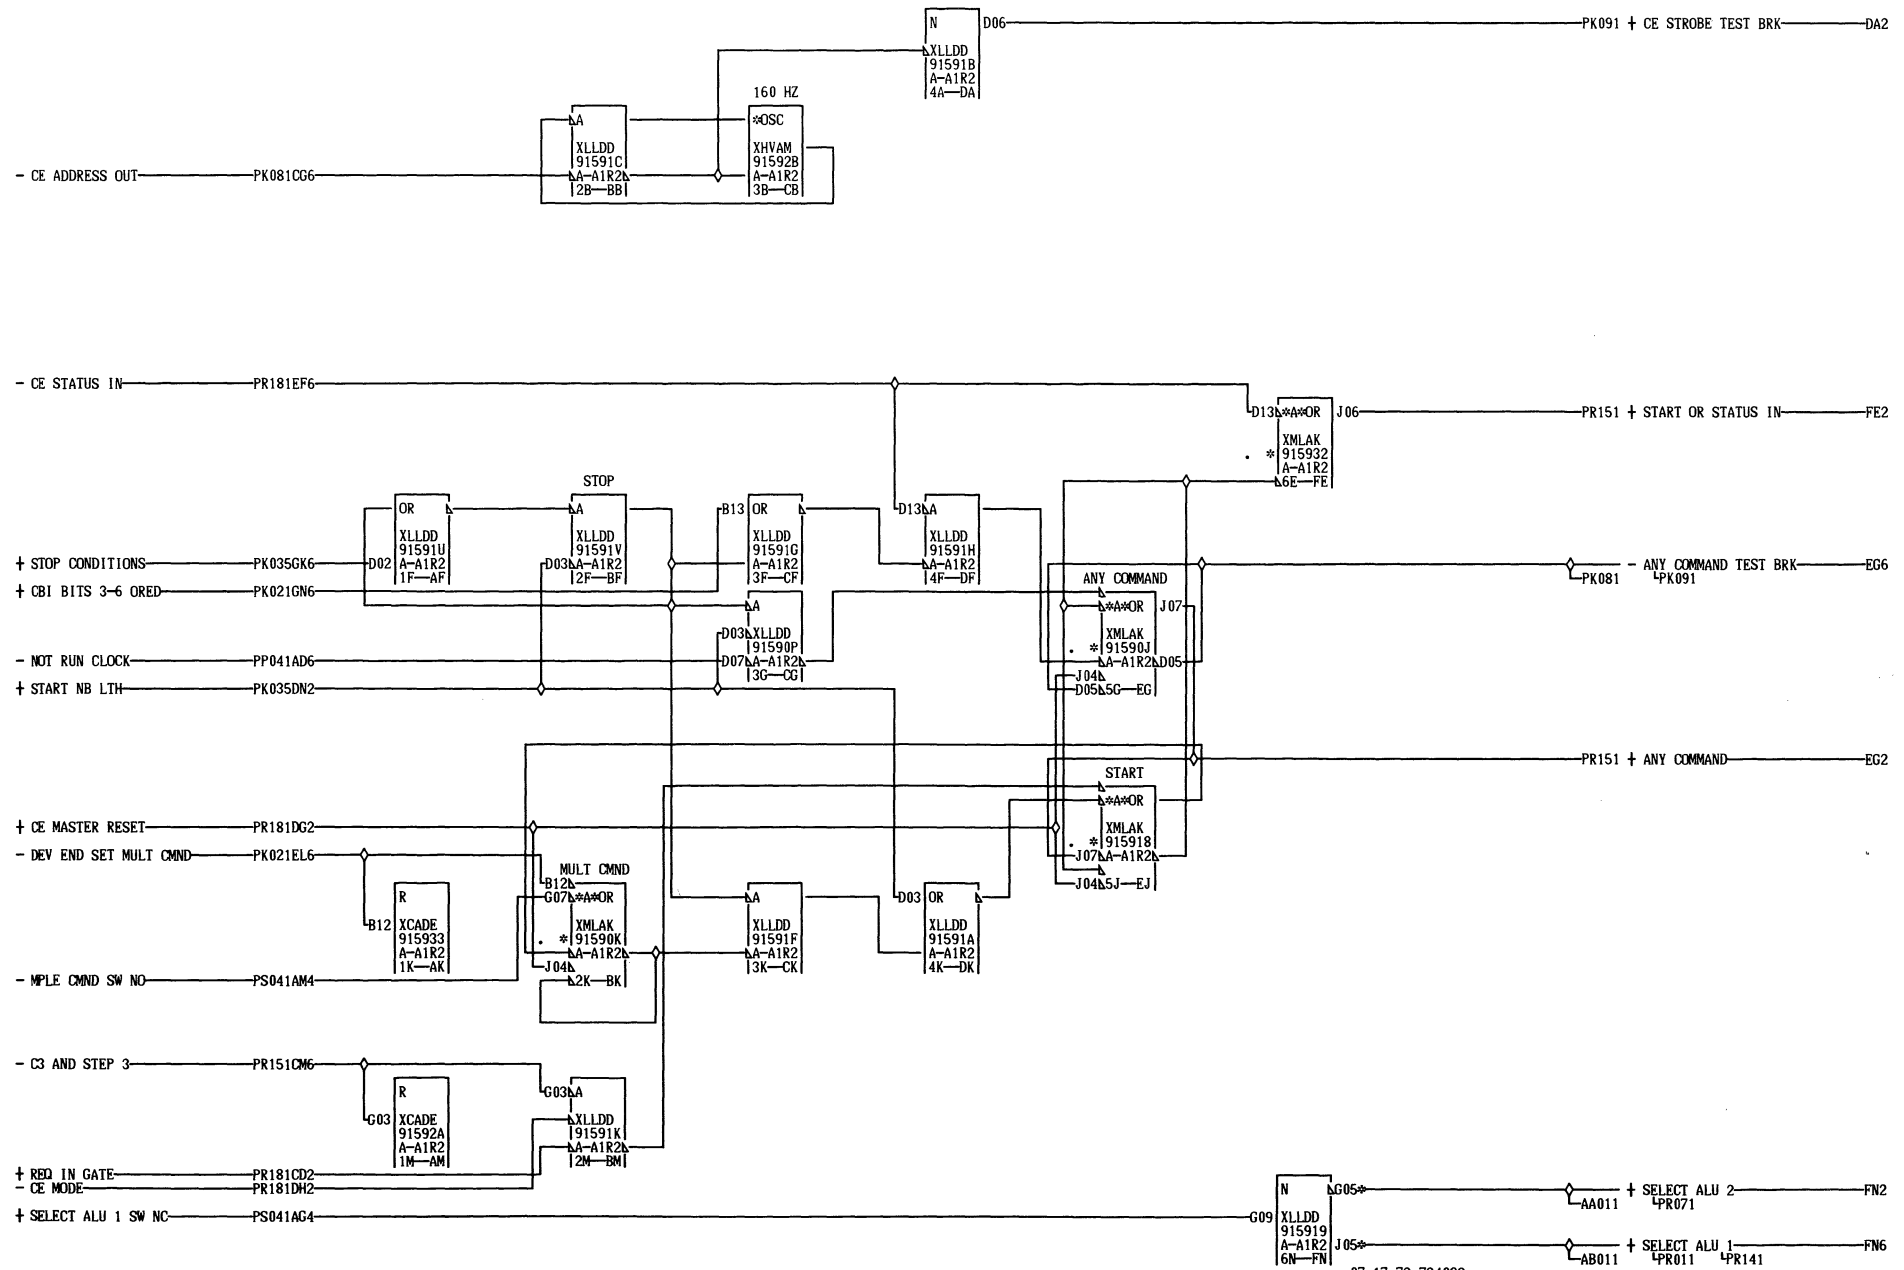 N D06 PK091 + CE STROBE TEST BRK DA2
XLLDD
91591B
A-A1R2
4A—DA
160 HZ
A
XLLDD
91591C
A-A1R2
2B—BB
*OSC
XHVAM
91592B
A-A1R2
3B—CB
- CE ADDRESS OUT PK081CG6
- CE STATUS IN PR181EF6
D13 *A*OR J06 PR151 + START OR STATUS IN FE2
XMLAK
. * 915932
A-A1R2
6E—FE
OR
XLLDD
91591U
D02 A-A1R2
1F—AF
STOP
A
XLLDD
91591V
D03 A-A1R2
2F—BF
B13 OR
XLLDD
91591G
A-A1R2
3F—CF
D13 A
XLLDD
91591H
A-A1R2
4F—DF
+ STOP CONDITIONS PK035GK6
+ CBI BITS 3-6 ORED PK021GN6
- ANY COMMAND TEST BRK EG6
PK081 PK091
A
D03 XLLDD
91590P
D07 A-A1R2
3G—CG
ANY COMMAND
*A*OR J07
XMLAK
. * 91590J
A-A1R2 D05
J04
D05 5G—EG
- NOT RUN CLOCK PP041AD6
+ START NB LTH PK035DN2
PR151 + ANY COMMAND EG2
START
*A*OR
XMLAK
. * 915918
J07 A-A1R2
J04 5J—EJ
+ CE MASTER RESET PR181DG2
- DEV END SET MULT CMND PK021EL6
R
B12 XCADE
915933
A-A1R2
1K—AK
MULT CMND
B12
G07 *A*OR
XMLAK
. * 91590K
A-A1R2
J04
2K—BK
A
XLLDD
91591F
A-A1R2
3K—CK
D03 OR
XLLDD
91591A
A-A1R2
4K—DK
- MPLE CMND SW NO PS041AM4
- C3 AND STEP 3 PR151CM6
R
G03 XCADE
91592A
A-A1R2
1M—AM
G03 A
XLLDD
91591K
A-A1R2
2M—BM
+ REQ IN GATE PR181CD2
- CE MODE PR181DH2
+ SELECT ALU 1 SW NC PS041AG4
N G05* + SELECT ALU 2 FN2
AA011 PR071
G09 XLLDD
915919
A-A1R2 J05* + SELECT ALU 1 FN6
6N—FN AB011 PR011 PR141